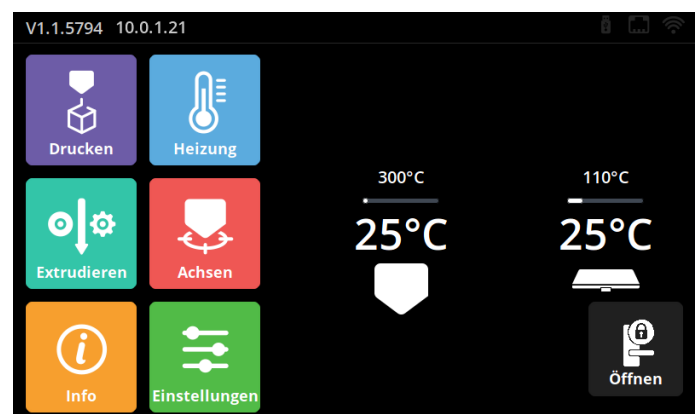 V1.1.5794 10.0.1.21
Drucken
Heizung
300°C
110°C
25°C
25°C
Extrudieren
Achsen
Info
Einstellungen
Öffnen